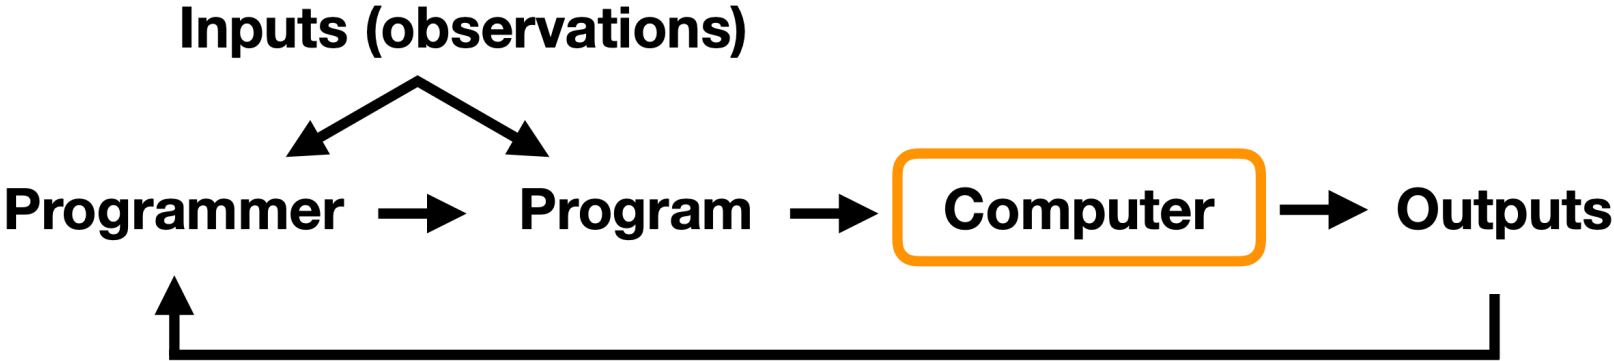 Inputs (observations)
Programmer
Program
Computer
Outputs